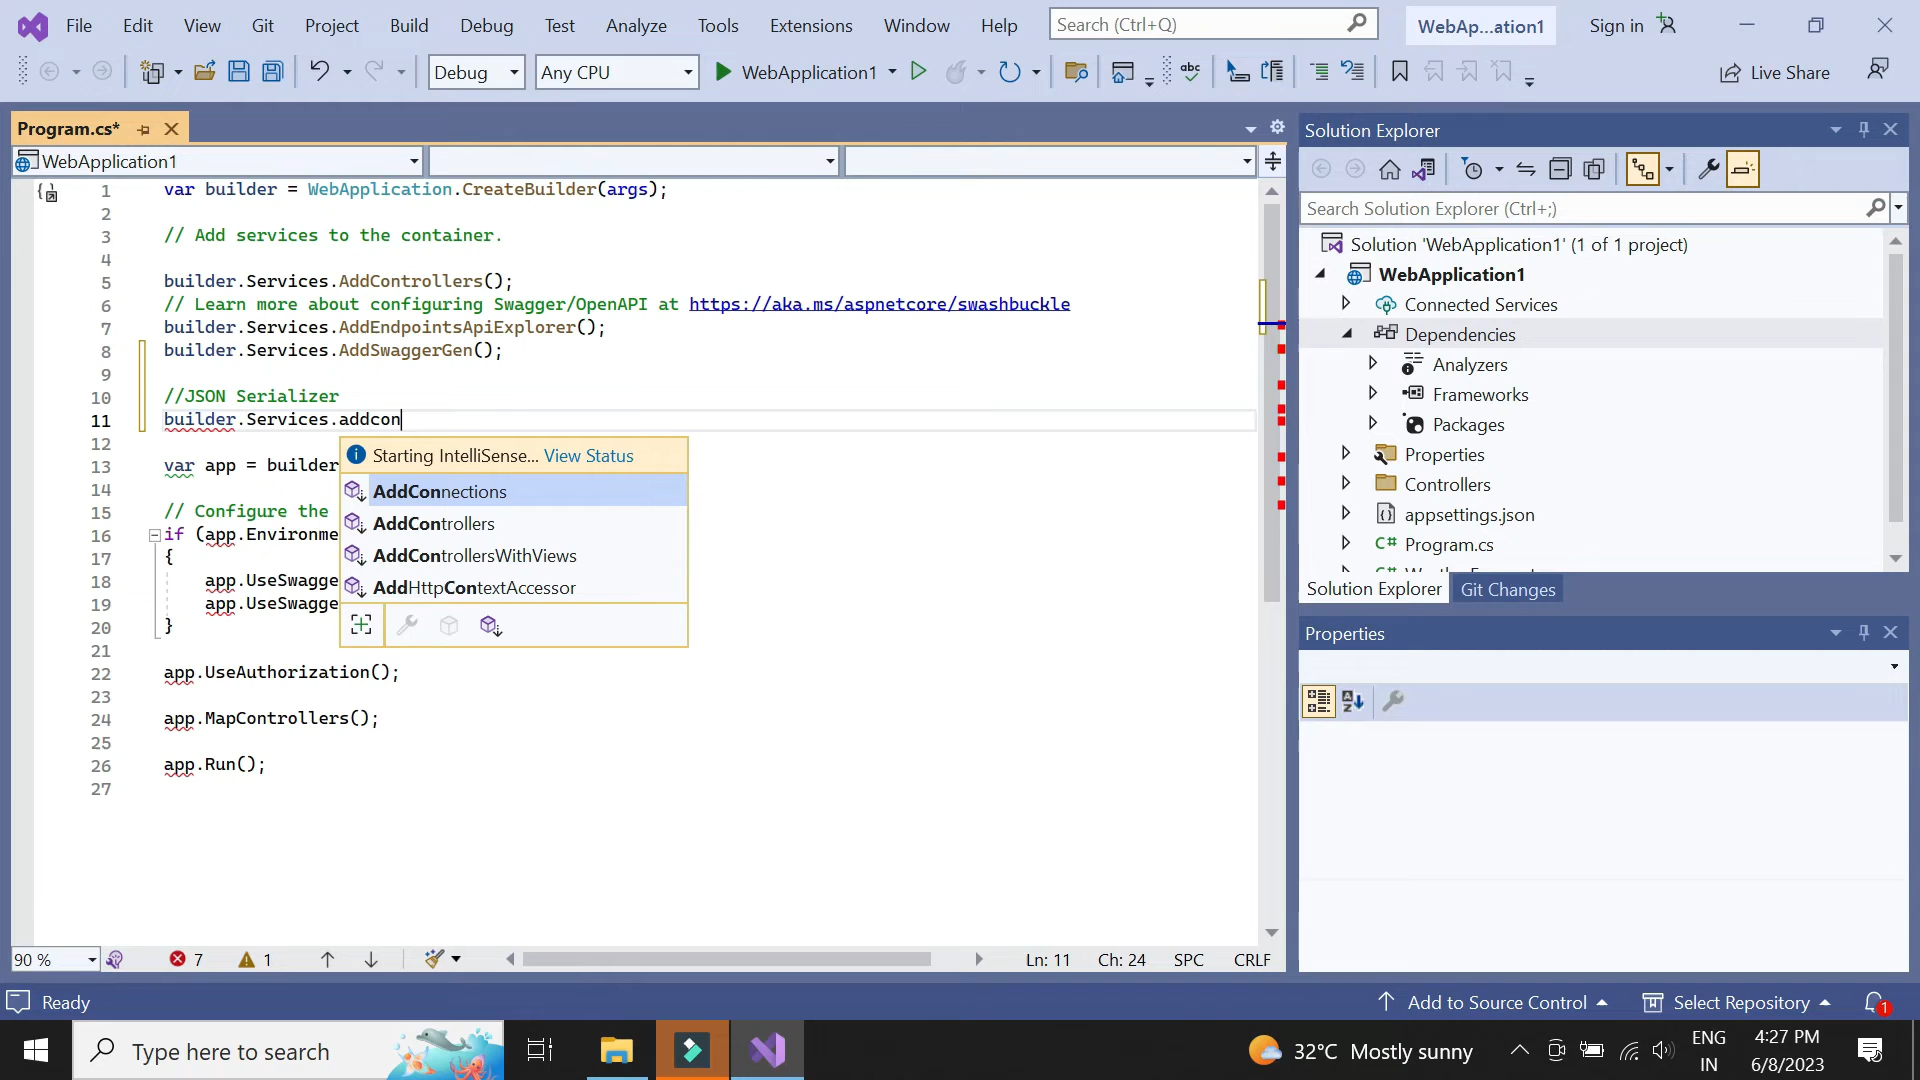 File Edit View Git Project Build Debug Test Analyze Tools Extensions Window Help Search (Ctrl+Q) WebAp...ation1 Sign in
Debug Any CPU WebApplication1 Live Share
Program.cs*
WebApplication1
1 var builder = WebApplication.CreateBuilder(args);
2
3 // Add services to the container.
4
5 builder.Services.AddControllers();
6 // Learn more about configuring Swagger/OpenAPI at https://aka.ms/aspnetcore/swashbuckle
7 builder.Services.AddEndpointsApiExplorer();
8 builder.Services.AddSwaggerGen();
9
10 //JSON Serializer
11 builder.Services.addcon
12
13 var app = builder
14
15 // Configure the
16 if (app.Environme
17 {
18 app.UseSwagge
19 app.UseSwagge
20 }
21
22 app.UseAuthorization();
23
24 app.MapControllers();
25
26 app.Run();
27
Starting IntelliSense... View Status
AddConnections
AddControllers
AddControllersWithViews
AddHttpContextAccessor
90 % 7 1 Ln: 11 Ch: 24 SPC CRLF
Solution Explorer
Search Solution Explorer (Ctrl+;)
Solution 'WebApplication1' (1 of 1 project)
WebApplication1
Connected Services
Dependencies
Analyzers
Frameworks
Packages
Properties
Controllers
appsettings.json
C# Program.cs
Solution Explorer Git Changes
Properties
Ready Add to Source Control Select Repository 1
Type here to search 32°C Mostly sunny ENG 4:27 PM
IN 6/8/2023